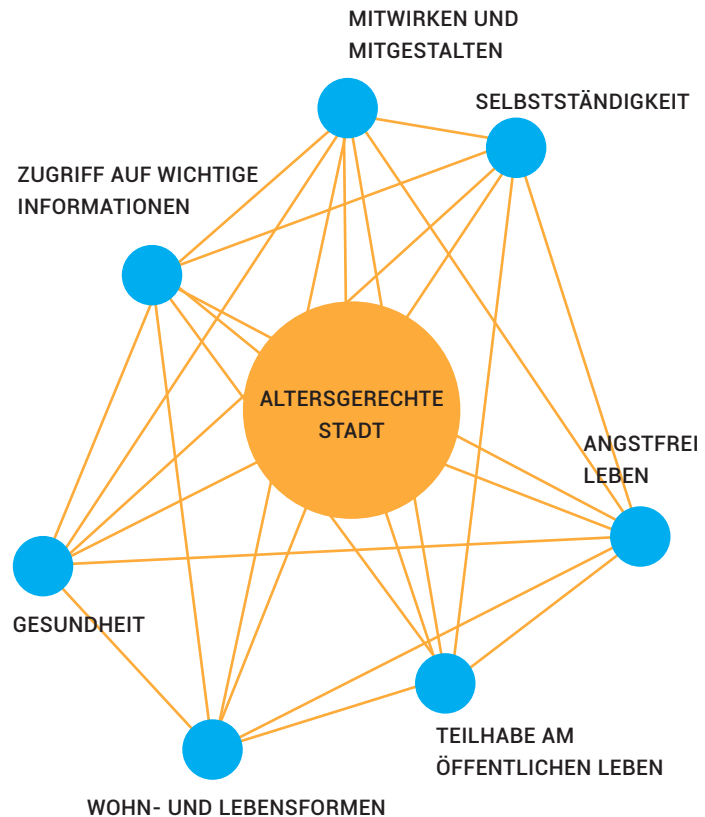 MITWIRKEN UND
MITGESTALTEN
SELBSTSTÄNDIGKEIT
ZUGRIFF AUF WICHTIGE
INFORMATIONEN
ALTERSGERECHTE
STADT
ANGSTFREI
LEBEN
GESUNDHEIT
TEILHABE AM
ÖFFENTLICHEN LEBEN
WOHN- UND LEBENSFORMEN